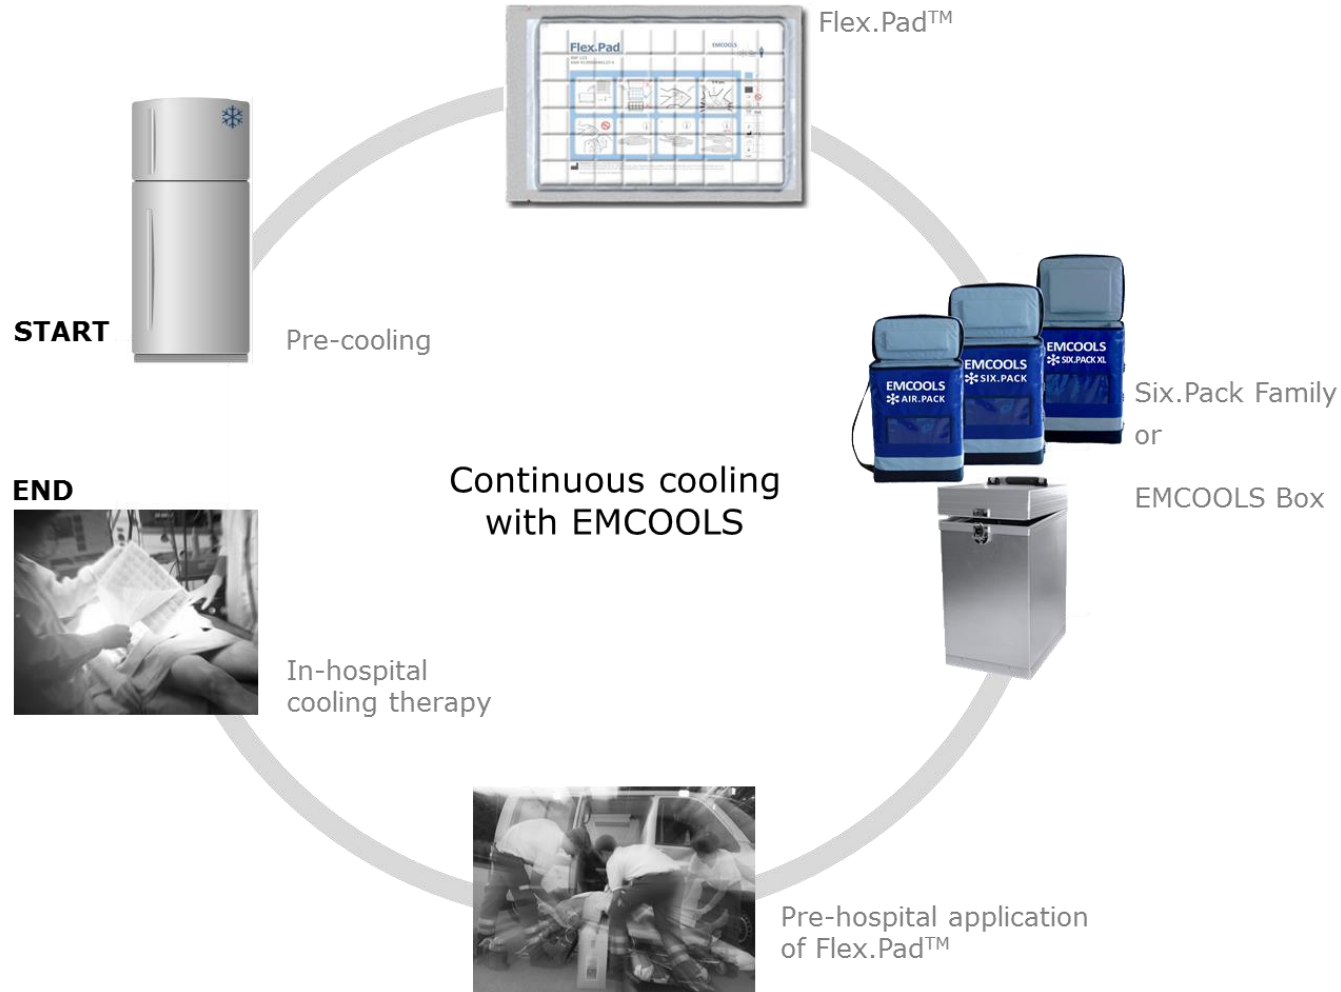 Flex.Pad™
Flex.Pad
EMCOOLS
START
Pre-cooling
EMCOOLS
SIX.PACK XL
EMCOOLS
SIX.PACK
EMCOOLS
AIR.PACK
Six.Pack Family
or
EMCOOLS Box
Continuous cooling
with EMCOOLS
END
In-hospital
cooling therapy
Pre-hospital application
of Flex.Pad™